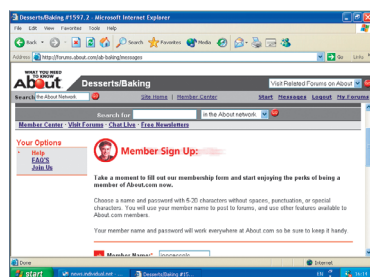 Desserts/Baking #1597.2 - Microsoft Internet Explorer
File Edit View Favorites Tools Help
Back Search Favorites Media
Address http://forums.about.com/ab-baking/messages Go Links
WHAT YOU NEED TO KNOW
About Desserts/Baking Visit Related Forums on About
Search the About Network Site Home | Member Center Start Messages Logout My Forums
Search for in the About network
Member Center · Visit Forums · Chat Live · Free Newsletters
Your Options
Help
FAQ'S
Join Us
Member Sign Up:
Take a moment to fill out our membership form and start enjoying the perks of being a
member of About.com now.
Choose a name and password with 5-20 characters without spaces, punctuation, or special
characters. You will use your member name to post to forums, and use other features available to
About.com members.
Your member name and password will work everywhere at About.com so be sure to keep it handy.
Member Name:*
Done Internet
start news.individual.net - Desserts/Baking #15... EN